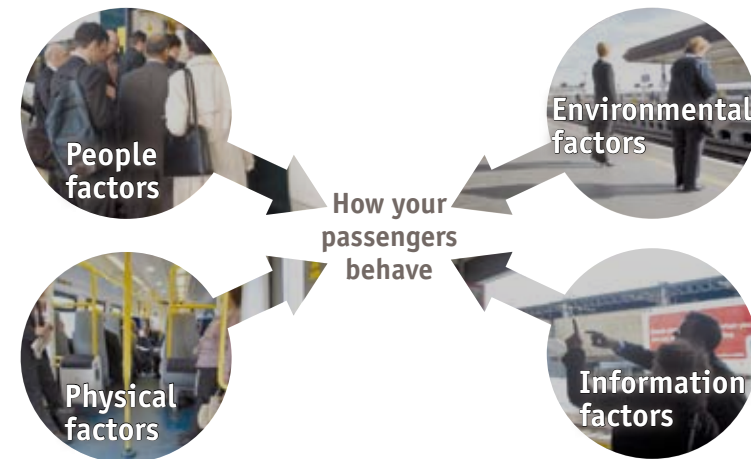 People
factors
Environmental
factors
How your
passengers
behave
Physical
factors
Information
factors